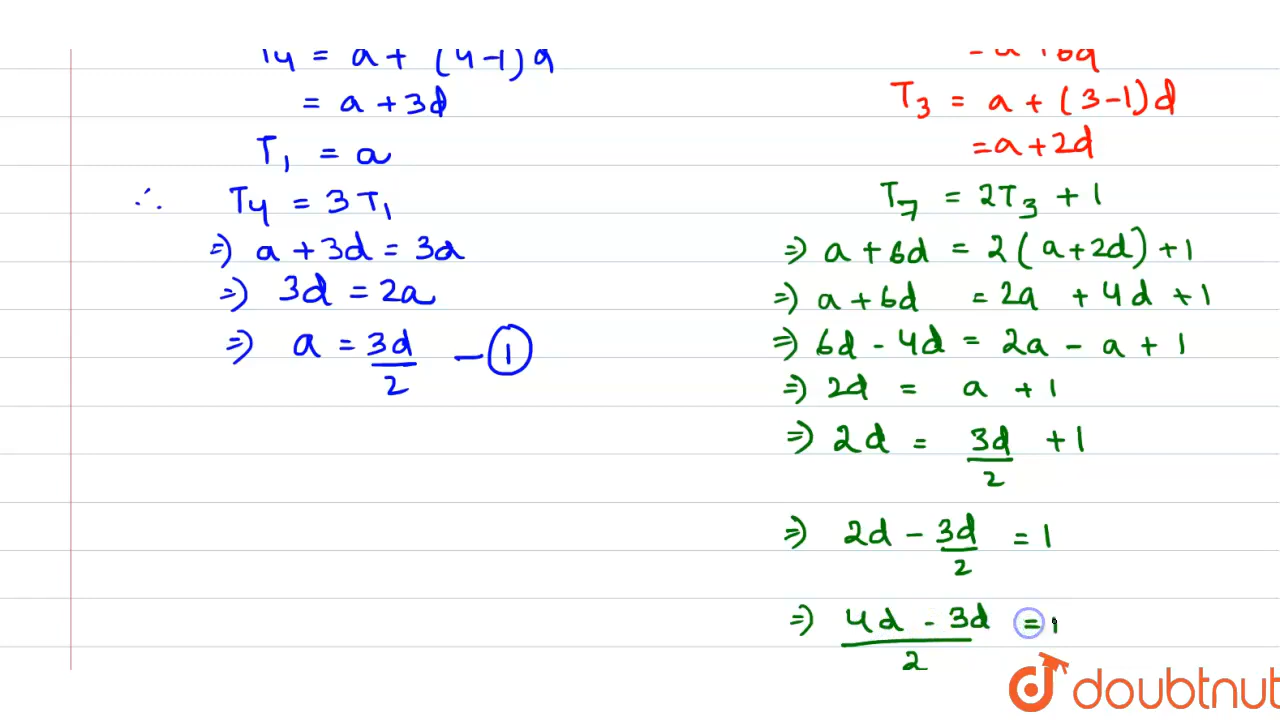 T4 = a + (4-1)d
= a + 3d
T1 = a
∴ T4 = 3T1
⇒ a + 3d = 3a
⇒ 3d = 2a
⇒ a = 3d/2 - ①
= a + 6d
T3 = a + (3-1)d
= a + 2d
T7 = 2T3 + 1
⇒ a + 6d = 2(a + 2d) + 1
⇒ a + 6d = 2a + 4d + 1
⇒ 6d - 4d = 2a - a + 1
⇒ 2d = a + 1
⇒ 2d = 3d/2 + 1
⇒ 2d - 3d/2 = 1
⇒ (4d - 3d)/2 = 1
doubtnut